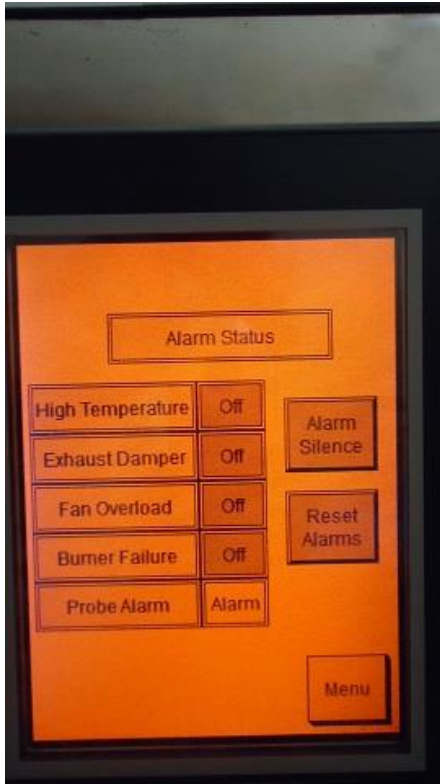 Alarm Status
High Temperature Off
Exhaust Damper Off
Fan Overload Off
Burner Failure Off
Probe Alarm Alarm
Alarm
Silence
Reset
Alarms
Menu